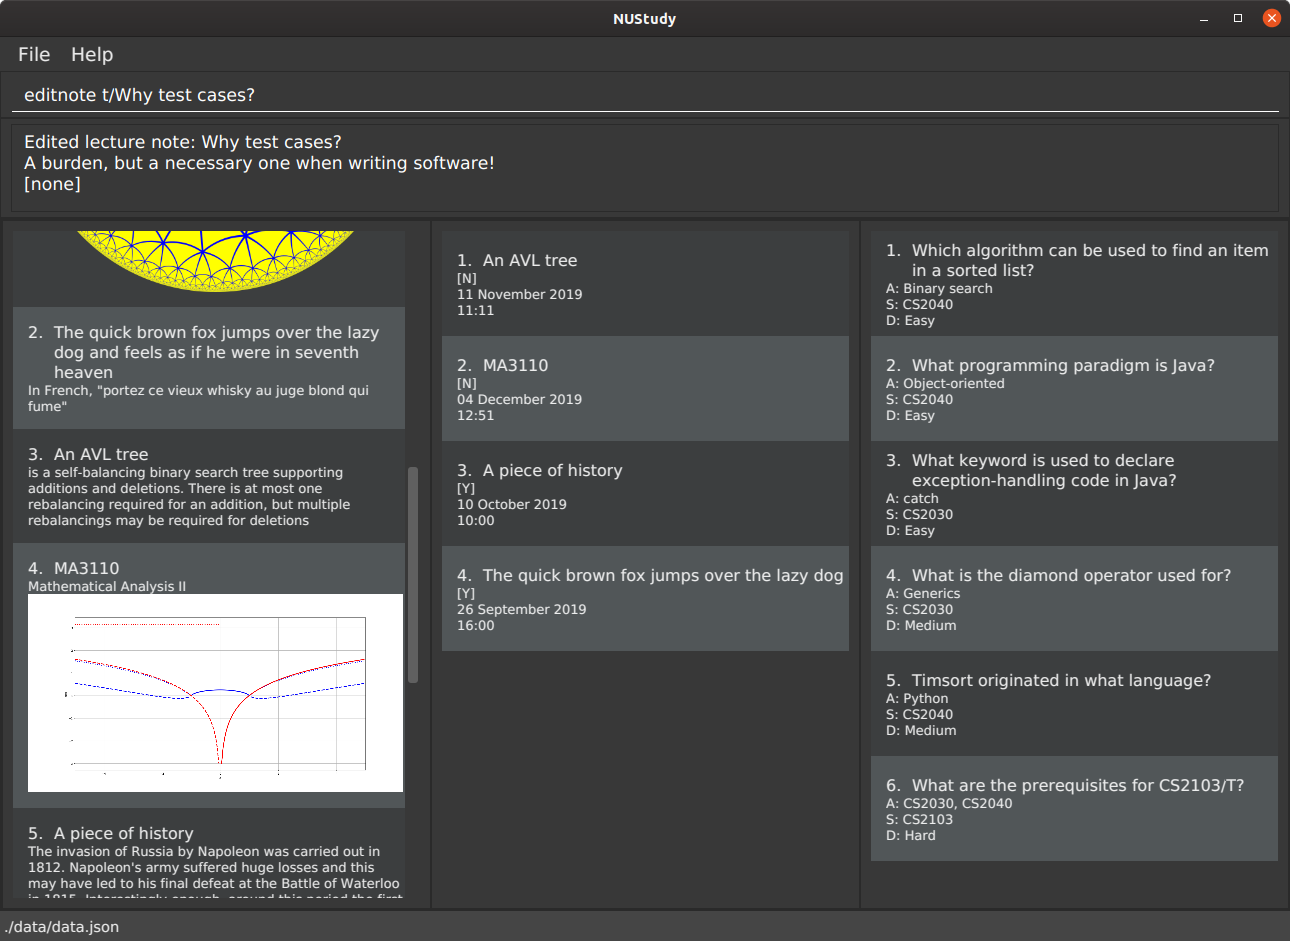 NUStudy
File Help
editnote t/Why test cases?
Edited lecture note: Why test cases?
A burden, but a necessary one when writing software!
[none]
2. The quick brown fox jumps over the lazy
dog and feels as if he were in seventh
heaven
In French, "portez ce vieux whisky au juge blond qui
fume"
3. An AVL tree
is a self-balancing binary search tree supporting
additions and deletions. There is at most one
rebalancing required for an addition, but multiple
rebalancings may be required for deletions
4. MA3110
Mathematical Analysis II
5. A piece of history
The invasion of Russia by Napoleon was carried out in
1812. Napoleon's army suffered huge losses and this
may have led to his final defeat at the Battle of Waterloo
in 1815. Interestingly enough, around this period the first
1. An AVL tree
[N]
11 November 2019
11:11
2. MA3110
[N]
04 December 2019
12:51
3. A piece of history
[Y]
10 October 2019
10:00
4. The quick brown fox jumps over the lazy dog
[Y]
26 September 2019
16:00
1. Which algorithm can be used to find an item
in a sorted list?
A: Binary search
S: CS2040
D: Easy
2. What programming paradigm is Java?
A: Object-oriented
S: CS2040
D: Easy
3. What keyword is used to declare
exception-handling code in Java?
A: catch
S: CS2030
D: Easy
4. What is the diamond operator used for?
A: Generics
S: CS2030
D: Medium
5. Timsort originated in what language?
A: Python
S: CS2040
D: Medium
6. What are the prerequisites for CS2103/T?
A: CS2030, CS2040
S: CS2103
D: Hard
./data/data.json